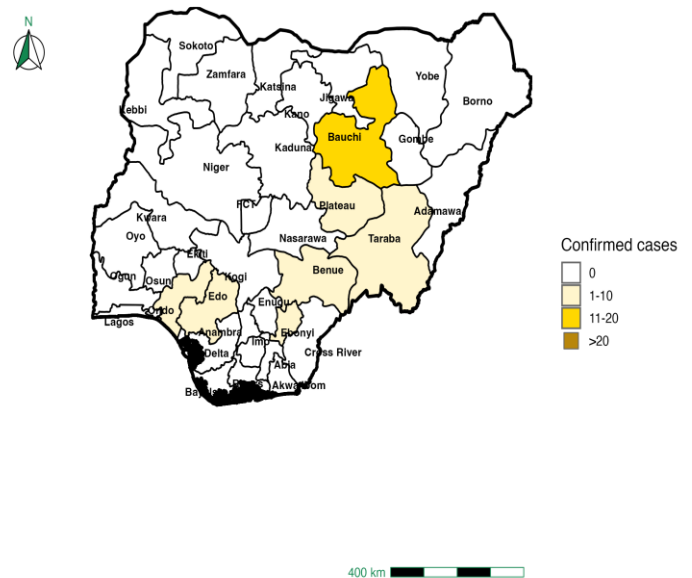 N
Sokoto
Zamfara
Katsina
Yobe
Jigawa
Borno
Kebbi
Kano
Bauchi
Gombe
Kaduna
Niger
FCT
Plateau
Adamawa
Kwara
Oyo
Nasarawa
Taraba
Ekiti
Ogun
Osun
Kogi
Benue
Edo
Enugu
Ondo
Lagos
Anambra
Ebonyi
Imo
Delta
Cross River
Abia
Akwa Ibom
Confirmed cases
0
1-10
11-20
>20
400 km